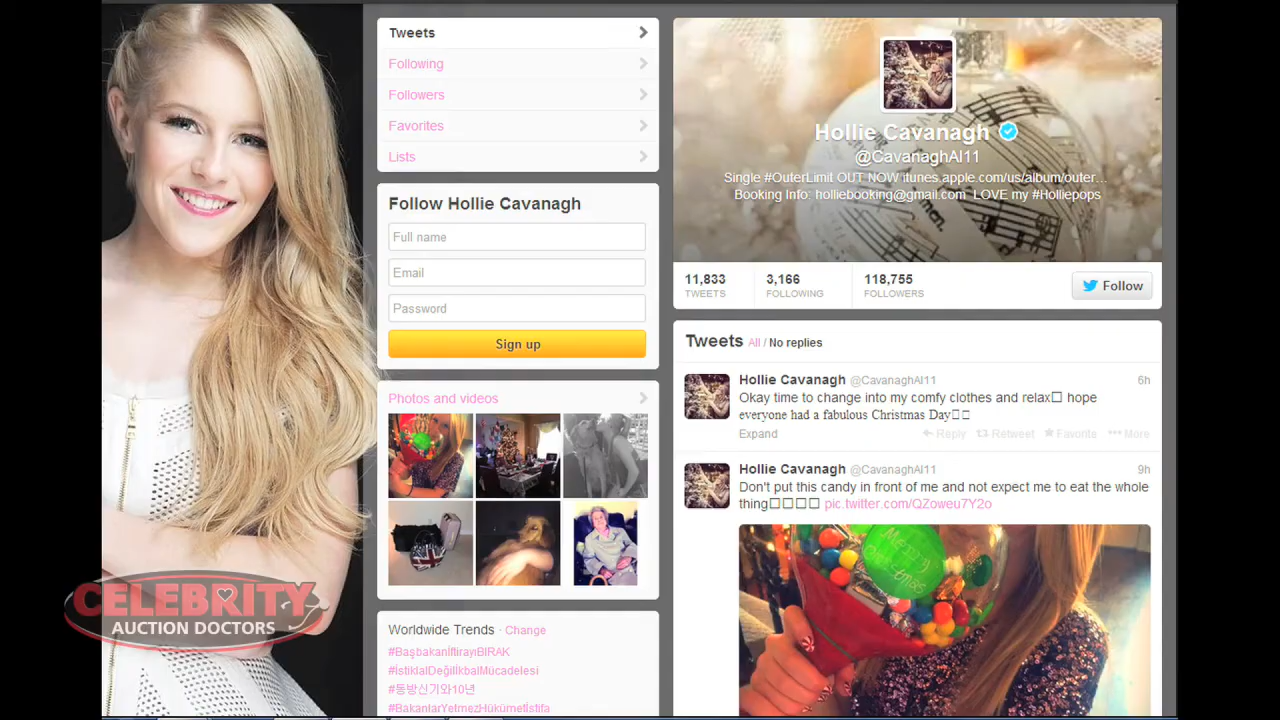 Tweets
Following
Followers
Favorites
Lists
Follow Hollie Cavanagh
Full name
Email
Password
Sign up
Photos and videos
Worldwide Trends · Change
#BaşbakanİftirayıBIRAK
#İstiklalDeğilİkbalMücadelesi
#동방신기와10년
#BakanlarYetmezHükümetİstifa
CELEBRITY
AUCTION DOCTORS
Hollie Cavanagh
@CavanaghAI11
Single #OuterLimit OUT NOW itunes.apple.com/us/album/outer…
Booking Info: holliebooking@gmail.com LOVE my #Holliepops
11,833
TWEETS
3,166
FOLLOWING
118,755
FOLLOWERS
Follow
Tweets All / No replies
Hollie Cavanagh @CavanaghAI11 6h
Okay time to change into my comfy clothes and relax hope
everyone had a fabulous Christmas Day
Expand Reply Retweet Favorite More
Hollie Cavanagh @CavanaghAI11 9h
Don't put this candy in front of me and not expect me to eat the whole
thing pic.twitter.com/QZoweu7Y2o
Merry
Christmas